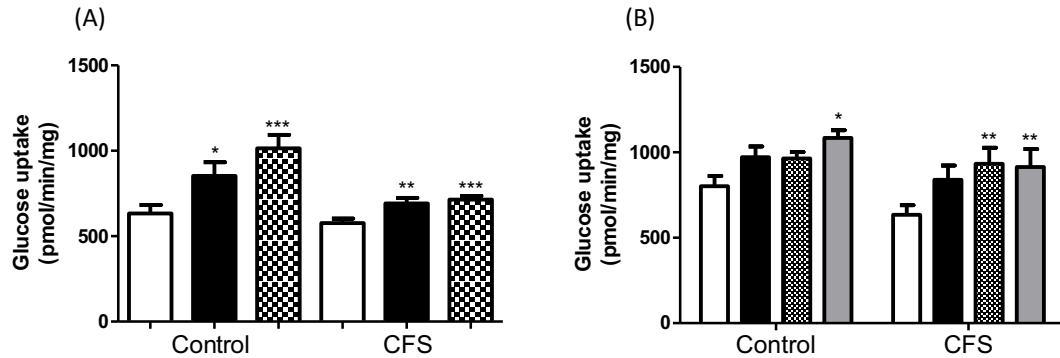 (A)
Glucose uptake
(pmol/min/mg)
1500
1000
500
0
*
***
**
***
Control
CFS
(B)
Glucose uptake
(pmol/min/mg)
1500
1000
500
0
*
**
**
Control
CFS